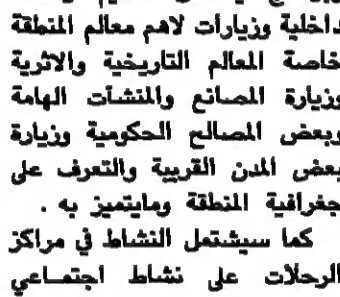 داخلية وزيارات لاهم معالم المنطقة
خاصة المعالم التاريخية والاثرية
وزيارة المصانع والمنشآت الهامة
وبعض المصالح الحكومية وزيارة
بعض المدن القريبة والتعرف على
جغرافية المنطقة ومايتميز به .
كما سيشتمل النشاط في مراكز
الرحلات على نشاط اجتماعي